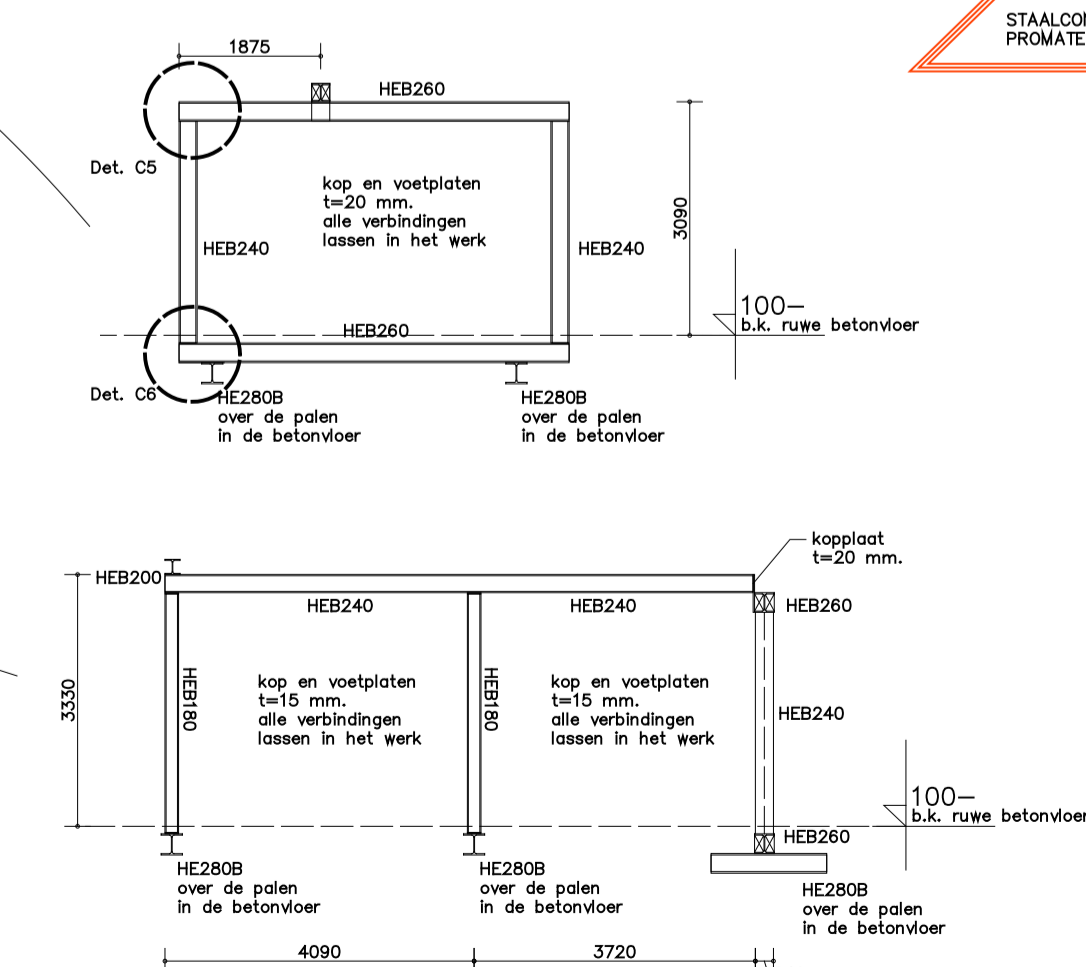 STAALCON
PROMATE
1875
HEB260
Det. C5
kop en voetplaten
t=20 mm.
alle verbindingen
lassen in het werk
HEB240
HEB240
3090
100-
b.k. ruwe betonvloer
HEB260
Det. C6
HE280B
over de palen
in de betonvloer
HE280B
over de palen
in de betonvloer
kopplaat
t=20 mm.
HEB200
HEB240
HEB240
HEB260
3330
HEB180
kop en voetplaten
t=15 mm.
alle verbindingen
lassen in het werk
HEB180
kop en voetplaten
t=15 mm.
alle verbindingen
lassen in het werk
HEB240
100-
b.k. ruwe betonvloer
HEB260
HE280B
over de palen
in de betonvloer
HE280B
over de palen
in de betonvloer
HE280B
over de palen
in de betonvloer
4090
3720